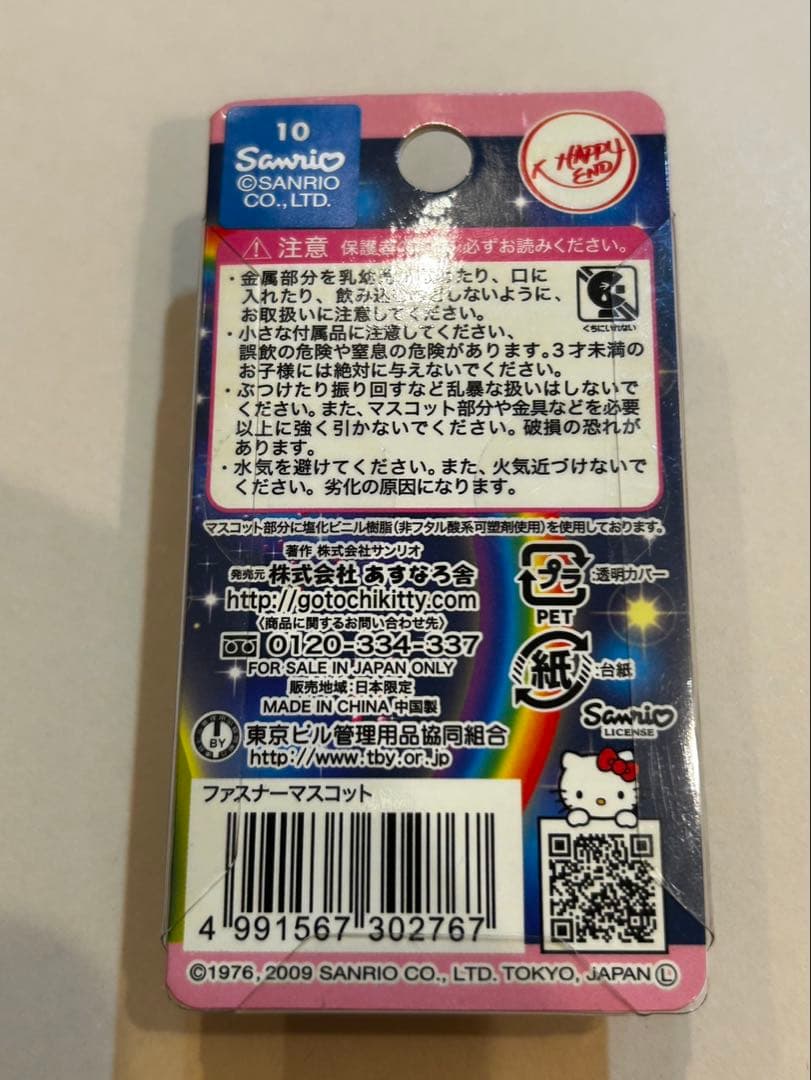 10
Sanrio
©SANRIO
CO.,LTD.
K HAPPY
END
注意 保護者 必ずお読みください。
・金属部分を乳幼 たり、口に
入れたり、飲み込 しないように、
お取扱いに注意してください。
くちにいれない
・小さな付属品に注意してください、
誤飲の危険や窒息の危険があります。3才未満の
お子様には絶対に与えないでください。
・ぶつけたり振り回すなど乱暴な扱いはしないで
ください。また、マスコット部分や金具などを必要
以上に強く引かないでください。破損の恐れが
あります。
・水気を避けてください。また、火気近づけないで
ください。劣化の原因になります。
マスコット部分に塩化ビニル樹脂(非フタル酸系可塑剤使用)を使用しております。
著作 株式会社サンリオ
発売元 株式会社 あすなろ舎
http://gotochikitty.com
〈商品に関するお問い合わせ先〉
0120-334-337
FOR SALE IN JAPAN ONLY
販売地域:日本限定
MADE IN CHINA 中国製
プラ :透明カバー
PET
紙 :台紙
Sanrio
LICENSE
BY 東京ビル管理用品協同組合
http://www.tby.or.jp
ファスナーマスコット
4 991567 302767
©1976, 2009 SANRIO CO., LTD. TOKYO, JAPAN Ⓛ